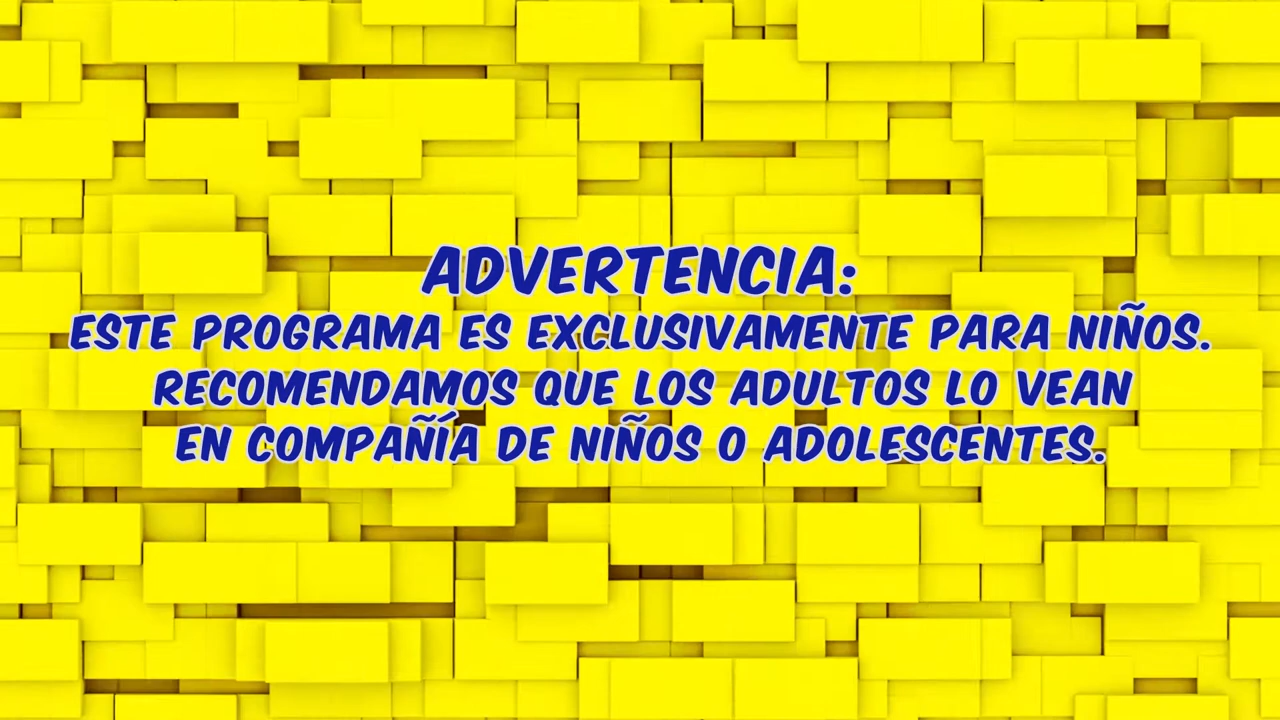 ADVERTENCIA:
ESTE PROGRAMA ES EXCLUSIVAMENTE PARA NIÑOS.
RECOMENDAMOS QUE LOS ADULTOS LO VEAN
EN COMPAÑÍA DE NIÑOS O ADOLESCENTES.